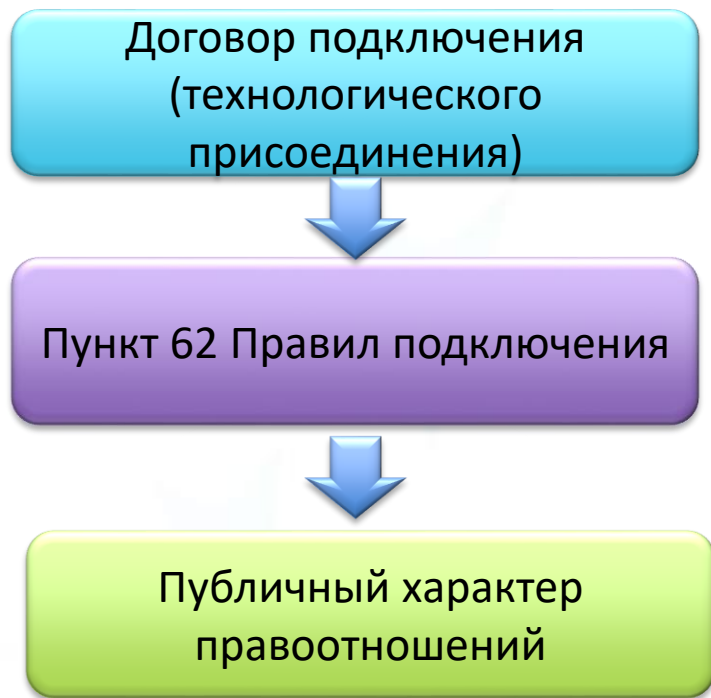 Договор подключения
(технологического
присоединения)
Пункт 62 Правил подключения
Публичный характер
правоотношений